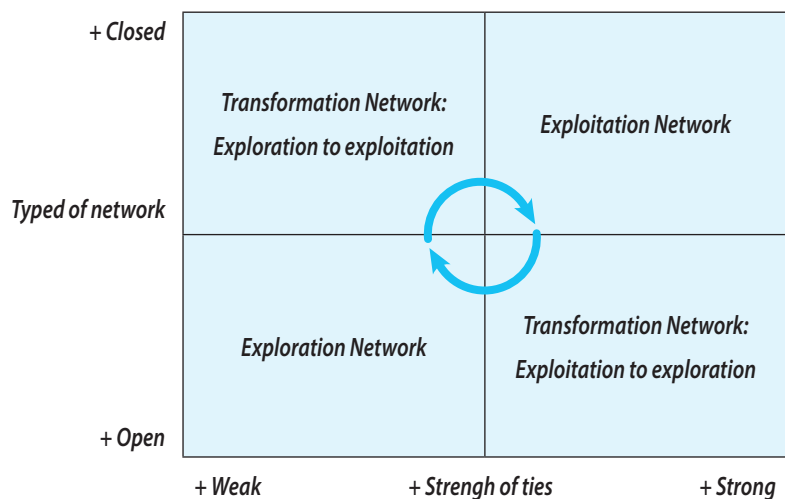 + Closed
Transformation Network:
Exploration to exploitation
Exploitation Network
Typed of network
Exploration Network
Transformation Network:
Exploitation to exploration
+ Open
+ Weak
+ Strengh of ties
+ Strong